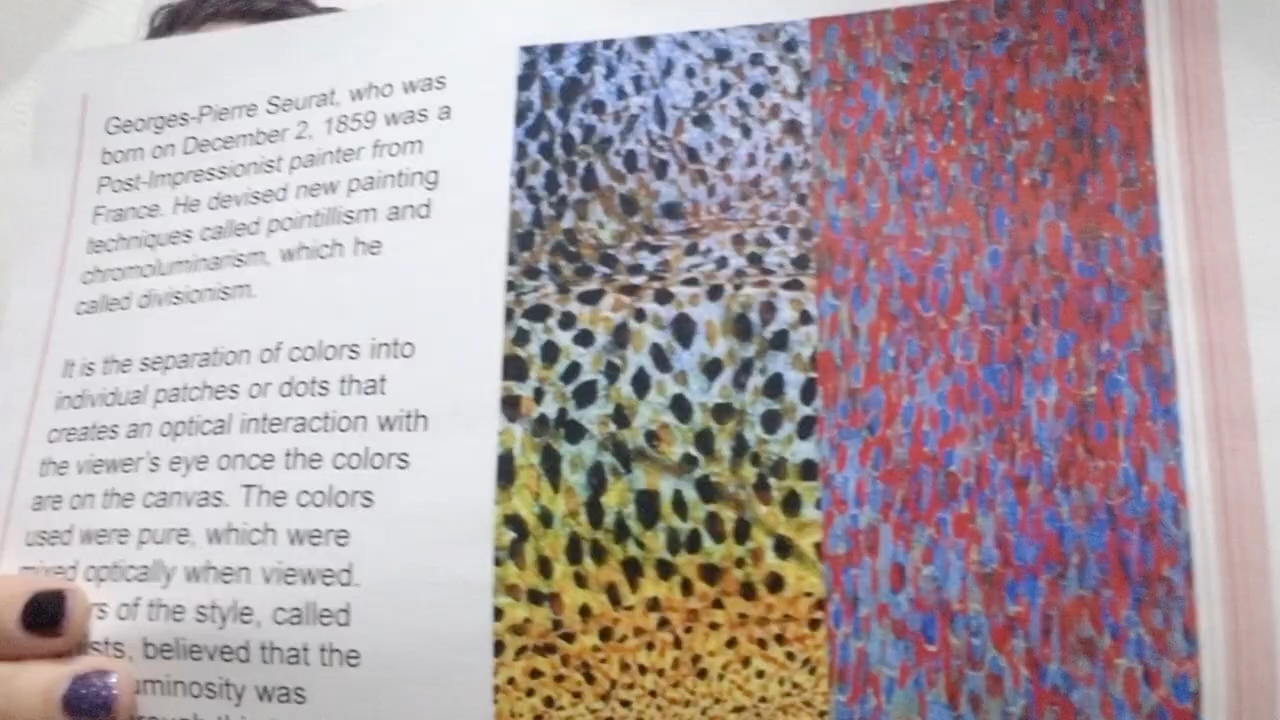 Georges-Pierre Seurat, who was
born on December 2, 1859 was a
Post-Impressionist painter from
France. He devised new painting
techniques called pointillism and
chromoluminarism, which he
called divisionism.
It is the separation of colors into
individual patches or dots that
creates an optical interaction with
the viewer's eye once the colors
are on the canvas. The colors
used were pure, which were
mixed optically when viewed.
rs of the style, called
ists, believed that the
uminosity was